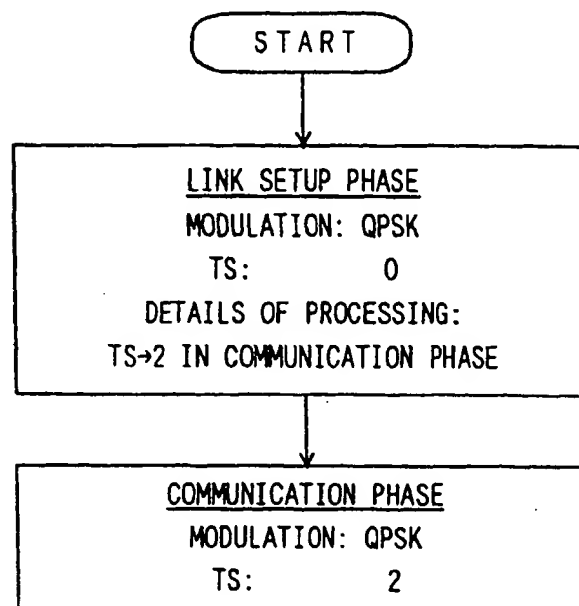 START
LINK SETUP PHASE
MODULATION: QPSK
TS: 0
DETAILS OF PROCESSING:
TS→2 IN COMMUNICATION PHASE
COMMUNICATION PHASE
MODULATION: QPSK
TS: 2